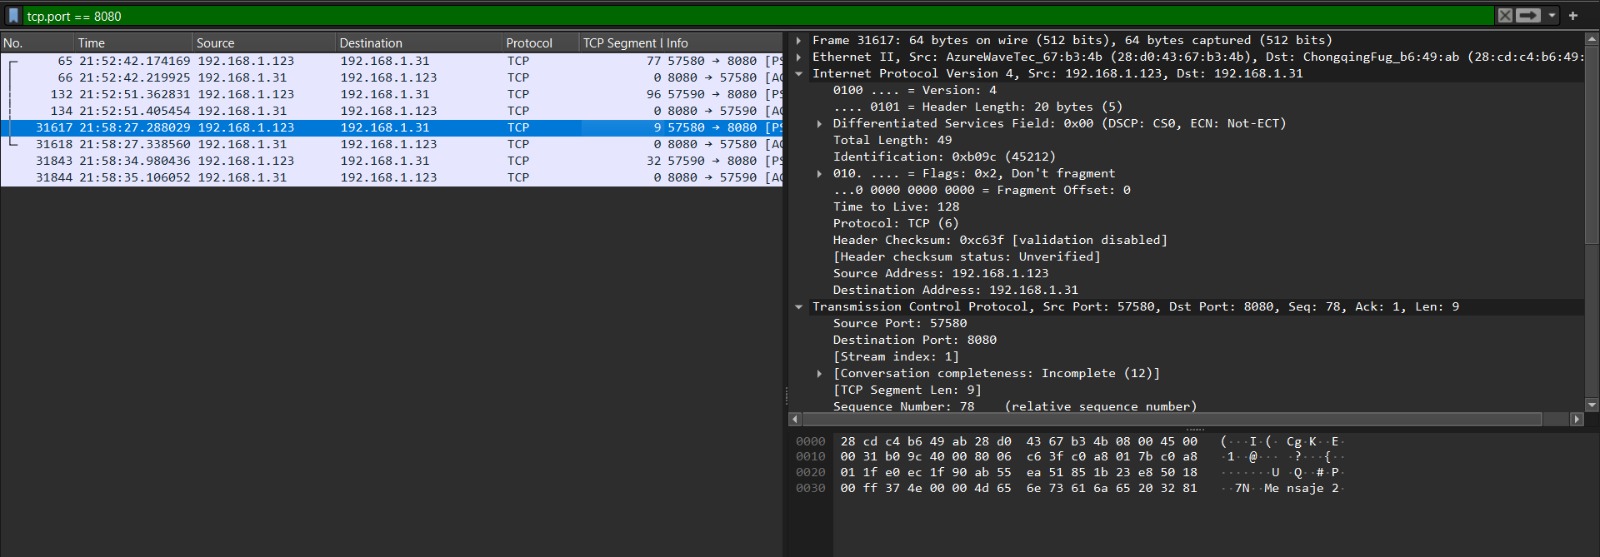 tcp.port == 8080
No. Time Source Destination Protocol TCP Segment l Info
65 21:52:42.174169 192.168.1.123 192.168.1.31 TCP 77 57580 → 8080 [PS
66 21:52:42.219925 192.168.1.31 192.168.1.123 TCP 0 8080 → 57580 [AC
132 21:52:51.362831 192.168.1.123 192.168.1.31 TCP 96 57590 → 8080 [PS
134 21:52:51.405454 192.168.1.31 192.168.1.123 TCP 0 8080 → 57590 [AC
31617 21:58:27.288029 192.168.1.123 192.168.1.31 TCP 9 57580 → 8080 [PS
31618 21:58:27.338560 192.168.1.31 192.168.1.123 TCP 0 8080 → 57580 [AC
31843 21:58:34.980436 192.168.1.123 192.168.1.31 TCP 32 57590 → 8080 [PS
31844 21:58:35.106052 192.168.1.31 192.168.1.123 TCP 0 8080 → 57590 [AC
Frame 31617: 64 bytes on wire (512 bits), 64 bytes captured (512 bits)
Ethernet II, Src: AzureWaveTec_67:b3:4b (28:d0:43:67:b3:4b), Dst: ChongqingFug_b6:49:ab (28:cd:c4:b6:49:
Internet Protocol Version 4, Src: 192.168.1.123, Dst: 192.168.1.31
0100 .... = Version: 4
.... 0101 = Header Length: 20 bytes (5)
Differentiated Services Field: 0x00 (DSCP: CS0, ECN: Not-ECT)
Total Length: 49
Identification: 0xb09c (45212)
010. .... = Flags: 0x2, Don't fragment
...0 0000 0000 0000 = Fragment Offset: 0
Time to Live: 128
Protocol: TCP (6)
Header Checksum: 0xc63f [validation disabled]
[Header checksum status: Unverified]
Source Address: 192.168.1.123
Destination Address: 192.168.1.31
Transmission Control Protocol, Src Port: 57580, Dst Port: 8080, Seq: 78, Ack: 1, Len: 9
Source Port: 57580
Destination Port: 8080
[Stream index: 1]
[Conversation completeness: Incomplete (12)]
[TCP Segment Len: 9]
Sequence Number: 78 (relative sequence number)
0000 28 cd c4 b6 49 ab 28 d0 43 67 b3 4b 08 00 45 00 (···I·(· Cg·K··E·
0010 00 31 b0 9c 40 00 80 06 c6 3f c0 a8 01 7b c0 a8 ·1··@··· ·?···{··
0020 01 1f e0 ec 1f 90 ab 55 ea 51 85 1b 23 e8 50 18 ·······U ·Q··#·P·
0030 00 ff 37 4e 00 00 4d 65 6e 73 61 6a 65 20 32 81 ··7N··Me nsaje 2·